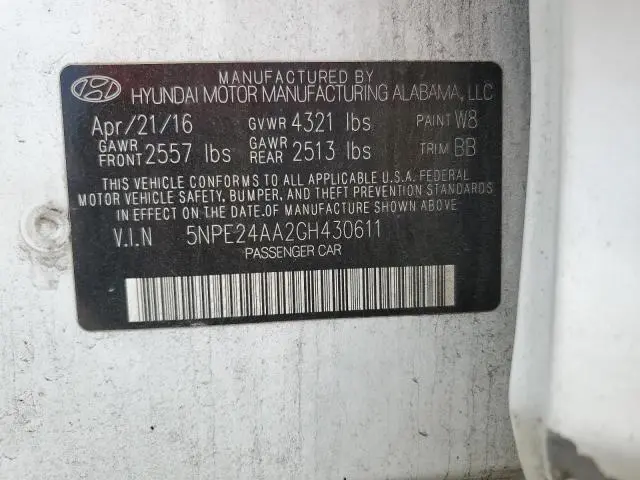 MANUFACTURED BY
HYUNDAI MOTOR MANUFACTURING ALABAMA, LLC
Apr/21/16 GVWR 4321 lbs PAINT W8
GAWR FRONT 2557 lbs GAWR REAR 2513 lbs TRIM BB
THIS VEHICLE CONFORMS TO ALL APPLICABLE U.S.A. FEDERAL
MOTOR VEHICLE SAFETY, BUMPER, AND THEFT PREVENTION STANDARDS
IN EFFECT ON THE DATE OF MANUFACTURE SHOWN ABOVE.
V.I.N 5NPE24AA2GH430611
PASSENGER CAR